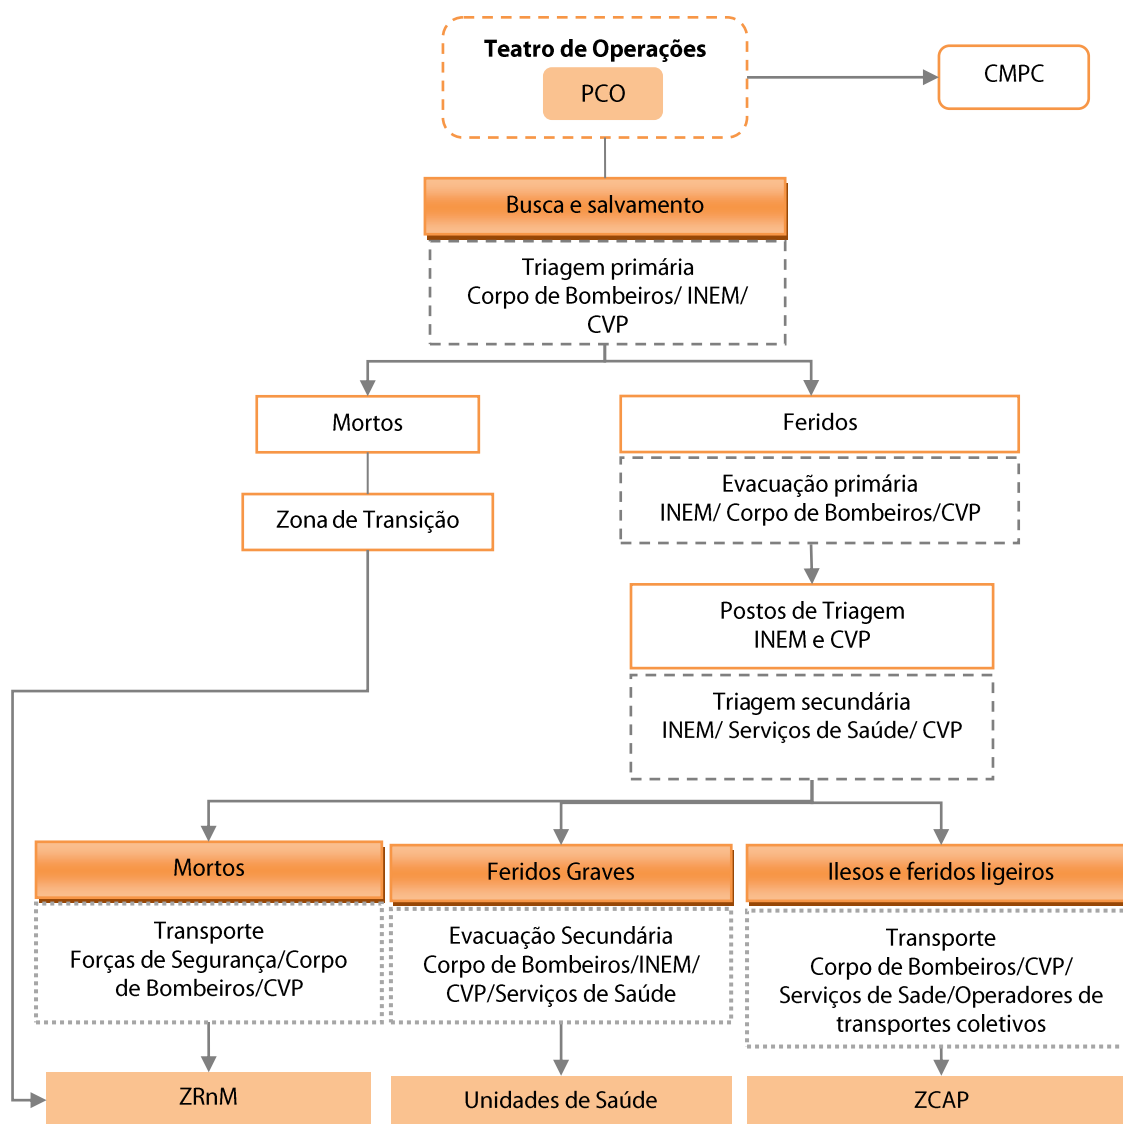 Teatro de Operações
PCO
CMPC
Busca e salvamento
Triagem primária
Corpo de Bombeiros/ INEM/
CVP
Mortos
Feridos
Evacuação primária
INEM/ Corpo de Bombeiros/CVP
Zona de Transição
Postos de Triagem
INEM e CVP
Triagem secundária
INEM/ Serviços de Saúde/ CVP
Mortos
Transporte
Forças de Segurança/Corpo
de Bombeiros/CVP
Feridos Graves
Evacuação Secundária
Corpo de Bombeiros/INEM/
CVP/Serviços de Saúde
Ilesos e feridos ligeiros
Transporte
Corpo de Bombeiros/CVP/
Serviços de Sade/Operadores de
transportes coletivos
ZRnM
Unidades de Saúde
ZCAP